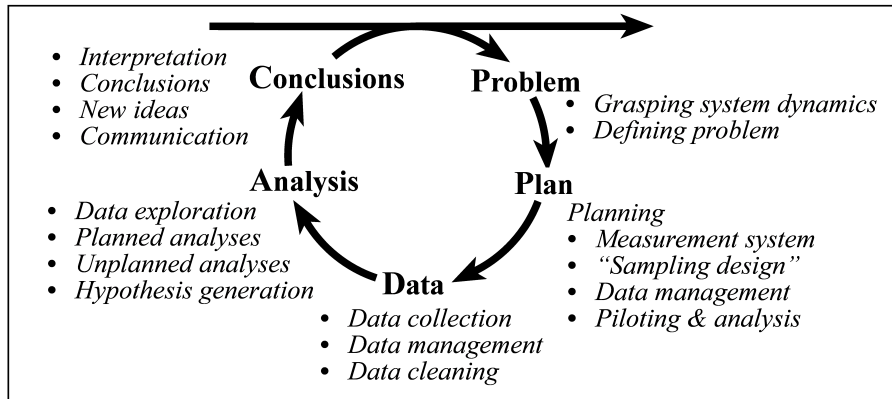 • Interpretation
• Conclusions
• New ideas
• Communication
Conclusions
Problem
• Grasping system dynamics
• Defining problem
Analysis
Plan
• Data exploration
• Planned analyses
• Unplanned analyses
• Hypothesis generation
Planning
• Measurement system
• “Sampling design”
• Data management
• Piloting & analysis
Data
• Data collection
• Data management
• Data cleaning